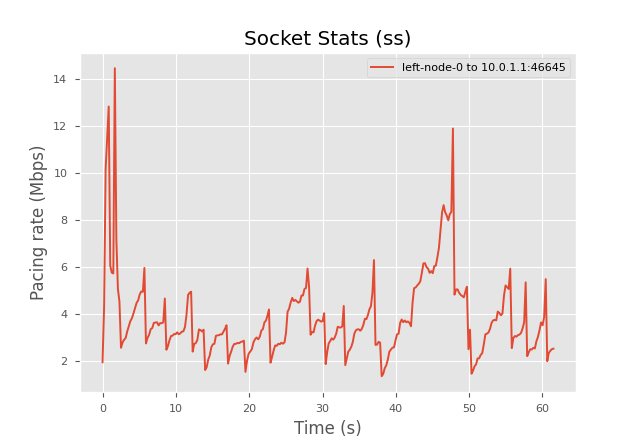 Socket Stats (ss)
left-node-0 to 10.0.1.1:46645
Pacing rate (Mbps)
14
12
10
8
6
4
2
0 10 20 30 40 50 60
Time (s)